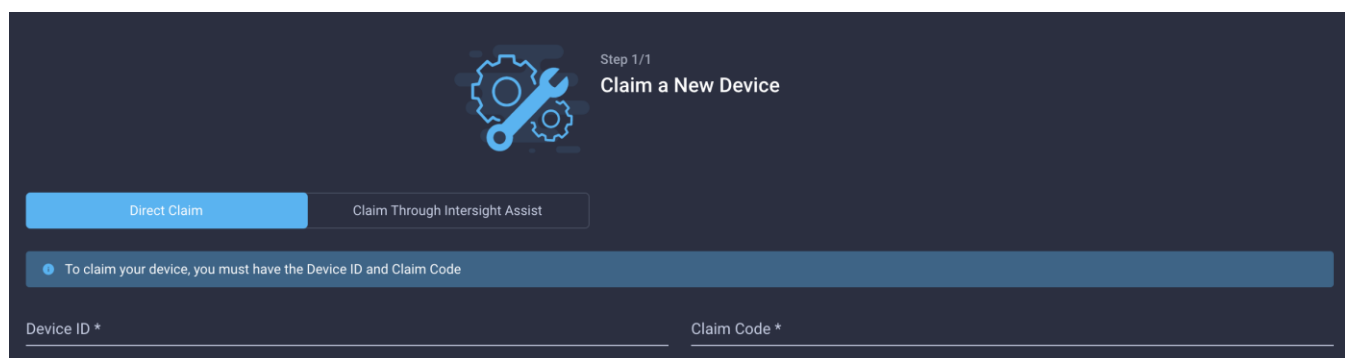 Step 1/1
Claim a New Device
Direct Claim
Claim Through Intersight Assist
To claim your device, you must have the Device ID and Claim Code
Device ID *
Claim Code *